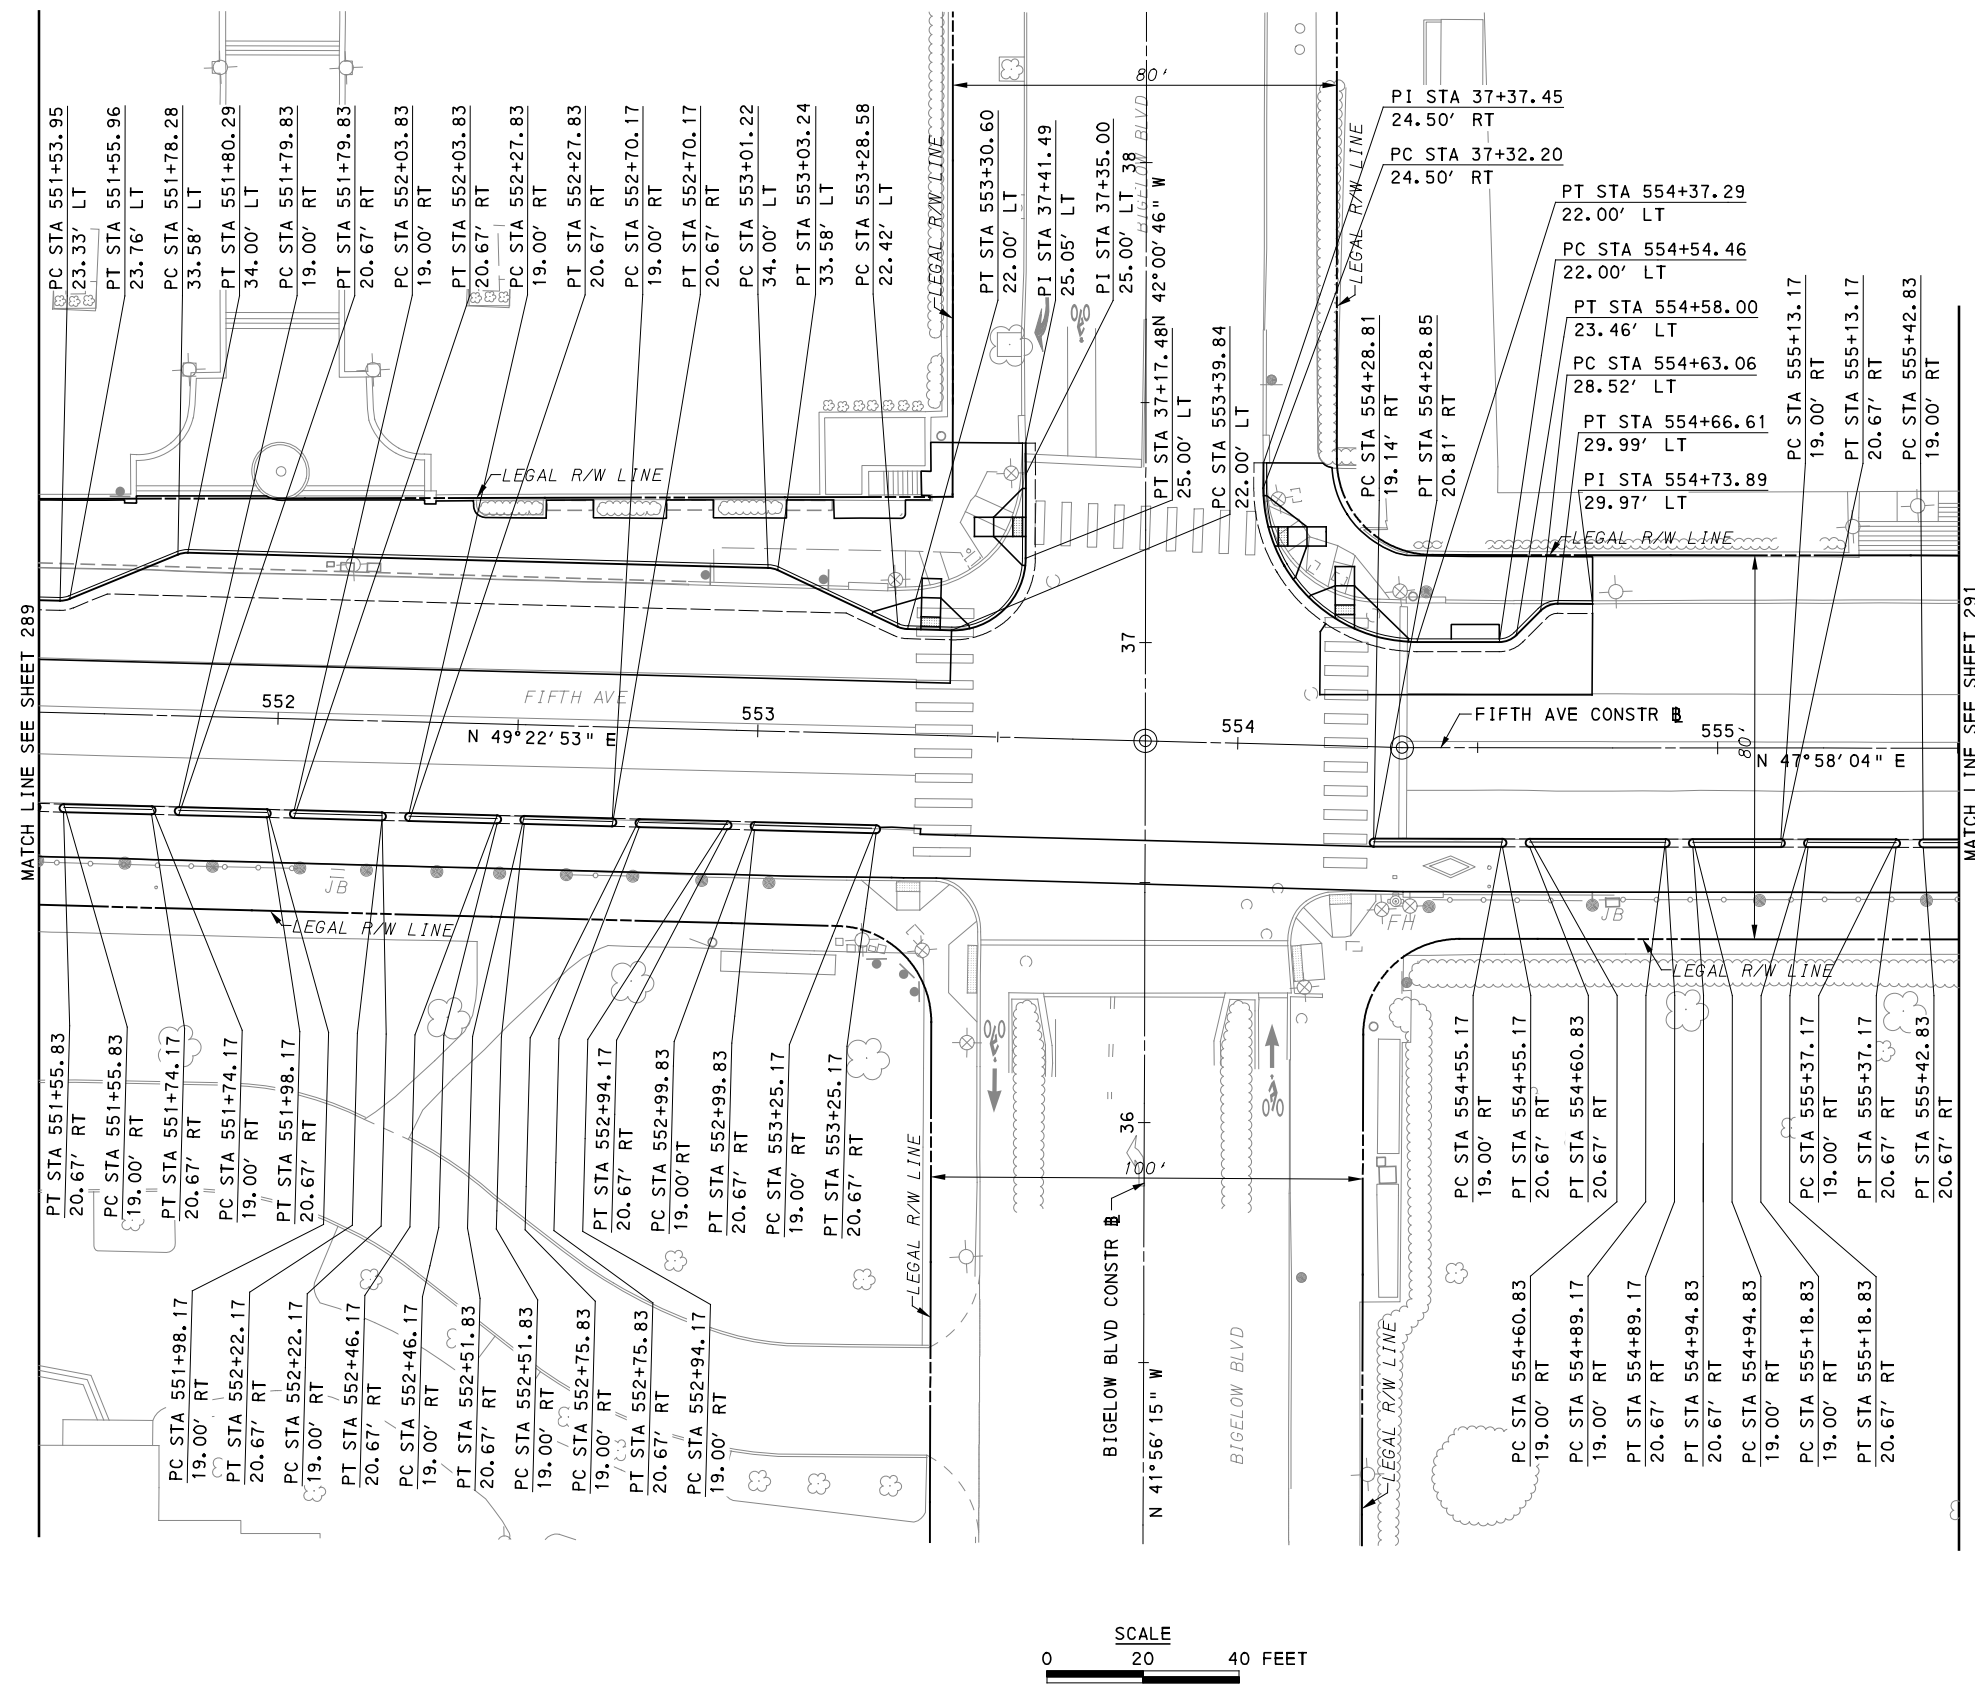 PC STA 551+53.95
23.33' LT
PT STA 551+55.96
23.76' LT
PC STA 551+78.28
33.58' LT
PT STA 551+80.29
34.00' LT
PC STA 551+79.83
19.00' RT
PT STA 551+79.83
20.67' RT
PC STA 552+03.83
19.00' RT
PT STA 552+03.83
20.67' RT
PC STA 552+27.83
19.00' RT
PT STA 552+27.83
20.67' RT
PC STA 552+70.17
19.00' RT
PT STA 552+70.17
20.67' RT
PC STA 553+01.22
34.00' LT
PT STA 553+03.24
33.58' LT
PC STA 553+28.58
22.42' LT
LEGAL R/W LINE
PT STA 553+30.60
22.00' LT
PI STA 37+41.49
25.05' LT
PI STA 37+35.00
25.00' LT
80'
BIGELOW BLVD
38
N 42°00'46" W
LEGAL R/W LINE
PI STA 37+37.45
24.50' RT
PC STA 37+32.20
24.50' RT
PT STA 554+37.29
22.00' LT
PC STA 554+54.46
22.00' LT
PT STA 554+58.00
23.46' LT
PC STA 554+63.06
28.52' LT
PT STA 554+66.61
29.99' LT
PI STA 554+73.89
29.97' LT
PT STA 37+17.48
25.00' LT
PC STA 553+39.84
22.00' LT
PC STA 554+28.81
19.14' RT
PT STA 554+28.85
20.81' RT
PC STA 555+13.17
19.00' RT
PT STA 555+13.17
20.67' RT
PC STA 555+42.83
19.00' RT
LEGAL R/W LINE
LEGAL R/W LINE
MATCH LINE SEE SHEET 289
MATCH LINE SEE SHEET 291
37
FIFTH AVE
552
553
554
555
N 49°22'53" E
FIFTH AVE CONSTR BL
80'
N 47°58'04" E
JB
FH
JB
LEGAL R/W LINE
LEGAL R/W LINE
PT STA 551+55.83
20.67' RT
PC STA 551+55.83
19.00' RT
PT STA 551+74.17
20.67' RT
PC STA 551+74.17
19.00' RT
PT STA 551+98.17
20.67' RT
PT STA 552+94.17
20.67' RT
PC STA 552+99.83
19.00' RT
PT STA 552+99.83
20.67' RT
PC STA 553+25.17
19.00' RT
PT STA 553+25.17
20.67' RT
LEGAL R/W LINE
36
100'
BIGELOW BLVD CONSTR BL
N 41°56'15" W
BIGELOW BLVD
LEGAL R/W LINE
PC STA 554+55.17
19.00' RT
PT STA 554+55.17
20.67' RT
PT STA 554+60.83
20.67' RT
PC STA 555+37.17
19.00' RT
PT STA 555+37.17
20.67' RT
PT STA 555+42.83
20.67' RT
PC STA 551+98.17
19.00' RT
PT STA 552+22.17
20.67' RT
PC STA 552+22.17
19.00' RT
PT STA 552+46.17
20.67' RT
PC STA 552+46.17
19.00' RT
PT STA 552+51.83
20.67' RT
PC STA 552+51.83
19.00' RT
PC STA 552+75.83
19.00' RT
PT STA 552+75.83
20.67' RT
PC STA 552+94.17
19.00' RT
PC STA 554+60.83
19.00' RT
PC STA 554+89.17
19.00' RT
PT STA 554+89.17
20.67' RT
PT STA 554+94.83
20.67' RT
PC STA 554+94.83
19.00' RT
PC STA 555+18.83
19.00' RT
PT STA 555+18.83
20.67' RT
SCALE
0 20 40 FEET